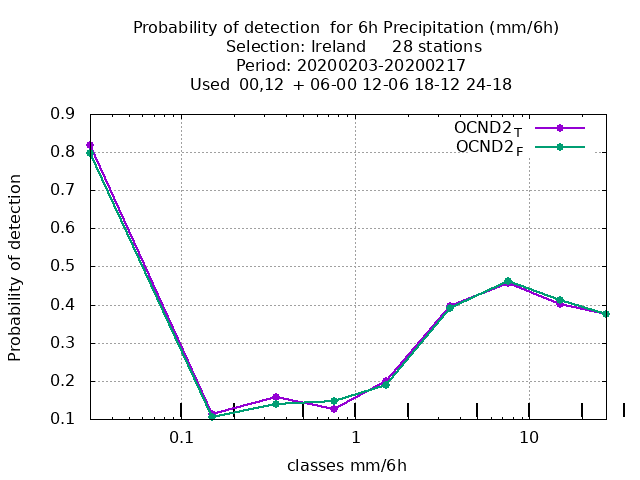 Probability of detection  for 6h Precipitation (mm/6h)
Selection: Ireland     28 stations
Period: 20200203-20200217
Used  00,12  + 06-00 12-06 18-12 24-18
OCND2T
OCND2F
0.9
0.8
0.7
0.6
0.5
0.4
0.3
0.2
0.1
Probability of detection
0.1 1 10
classes mm/6h